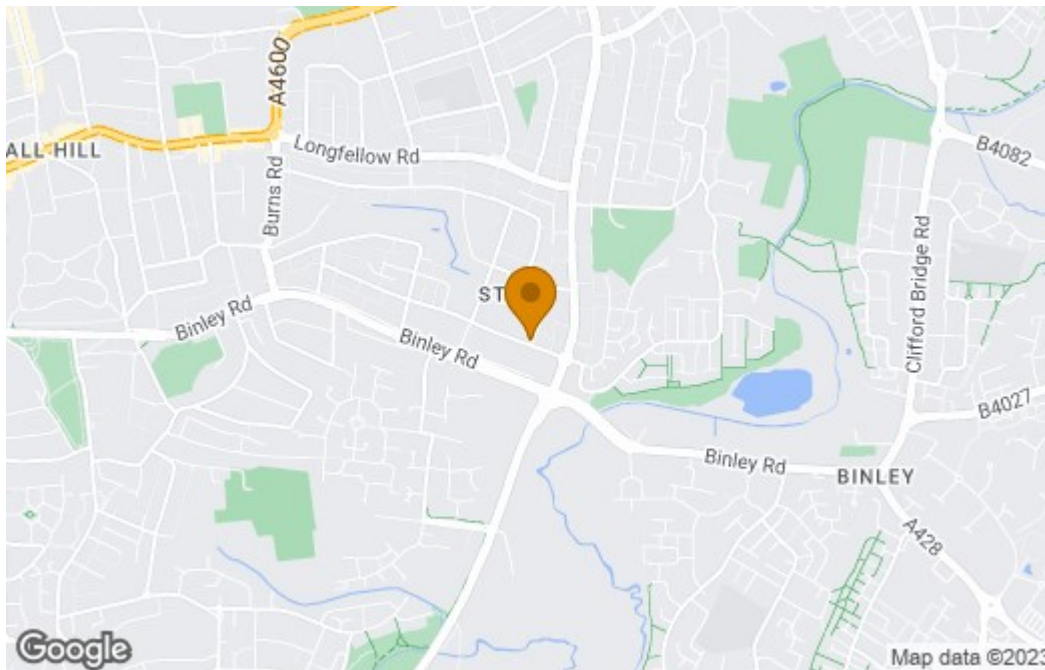 A4600
ALL HILL
Longfellow Rd
B4082
Burns Rd
ST
Clifford Bridge Rd
Binley Rd
Binley Rd
B4027
Binley Rd
BINLEY
A428
Google
Map data ©2023